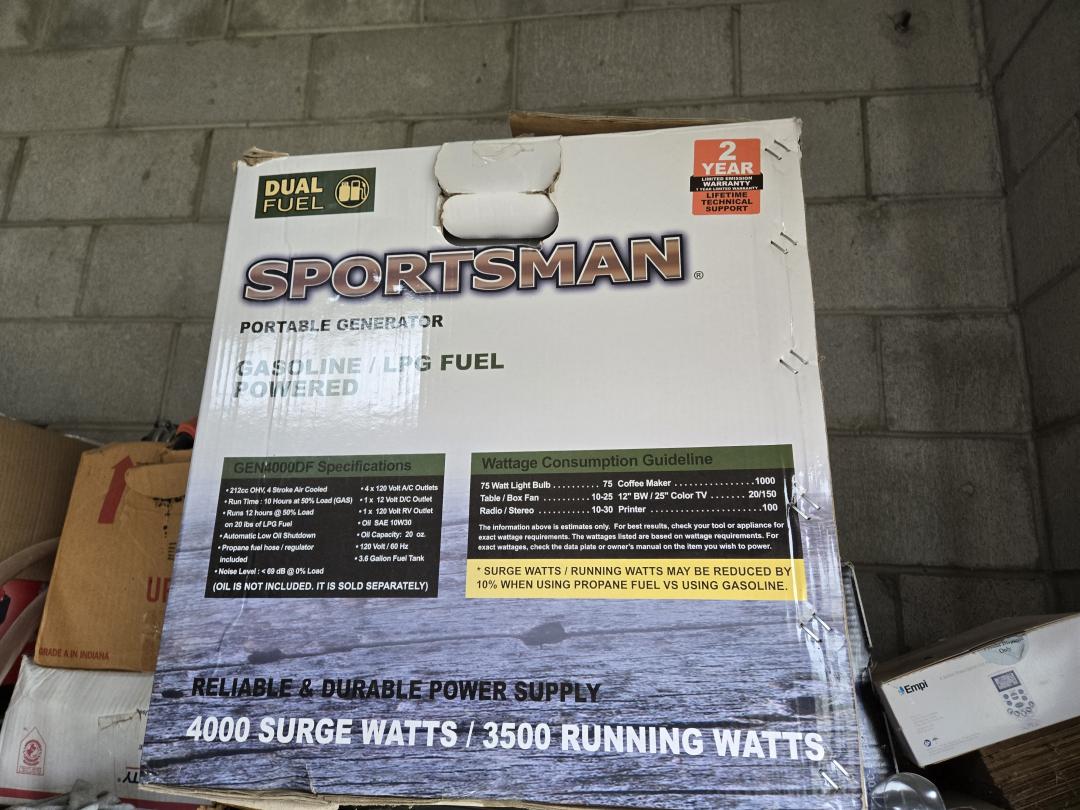 DUAL
FUEL
2
YEAR
LIMITED EMISSION
WARRANTY
1 YEAR LIMITED WARRANTY
LIFETIME
TECHNICAL
SUPPORT
SPORTSMAN®
PORTABLE GENERATOR
GASOLINE / LPG FUEL
POWERED
GEN4000DF Specifications
• 212cc OHV, 4 Stroke Air Cooled
• Run Time : 10 Hours at 50% Load (GAS)
• Runs 12 hours @ 50% Load
on 20 lbs of LPG Fuel
• Automatic Low Oil Shutdown
• Propane fuel hose / regulator
included
• Noise Level : < 69 dB @ 0% Load
• 4 x 120 Volt A/C Outlets
• 1 x 12 Volt D/C Outlet
• 1 x 120 Volt RV Outlet
• Oil SAE 10W30
• Oil Capacity: 20 oz.
• 120 Volt / 60 Hz
• 3.6 Gallon Fuel Tank
(OIL IS NOT INCLUDED. IT IS SOLD SEPARATELY)
Wattage Consumption Guideline
75 Watt Light Bulb .......... 75 Coffee Maker ....................1000
Table / Box Fan .......... 10-25 12" BW / 25" Color TV ........ 20/150
Radio / Stereo ........... 10-30 Printer ......................100
The information above is estimates only. For best results, check your tool or appliance for
exact wattage requirements. The wattages listed are based on wattage requirements. For
exact wattages, check the data plate or owner's manual on the item you wish to power.
* SURGE WATTS / RUNNING WATTS MAY BE REDUCED BY
10% WHEN USING PROPANE FUEL VS USING GASOLINE.
RELIABLE & DURABLE POWER SUPPLY
4000 SURGE WATTS / 3500 RUNNING WATTS
GRADE A IN INDIANA
Empi
Only